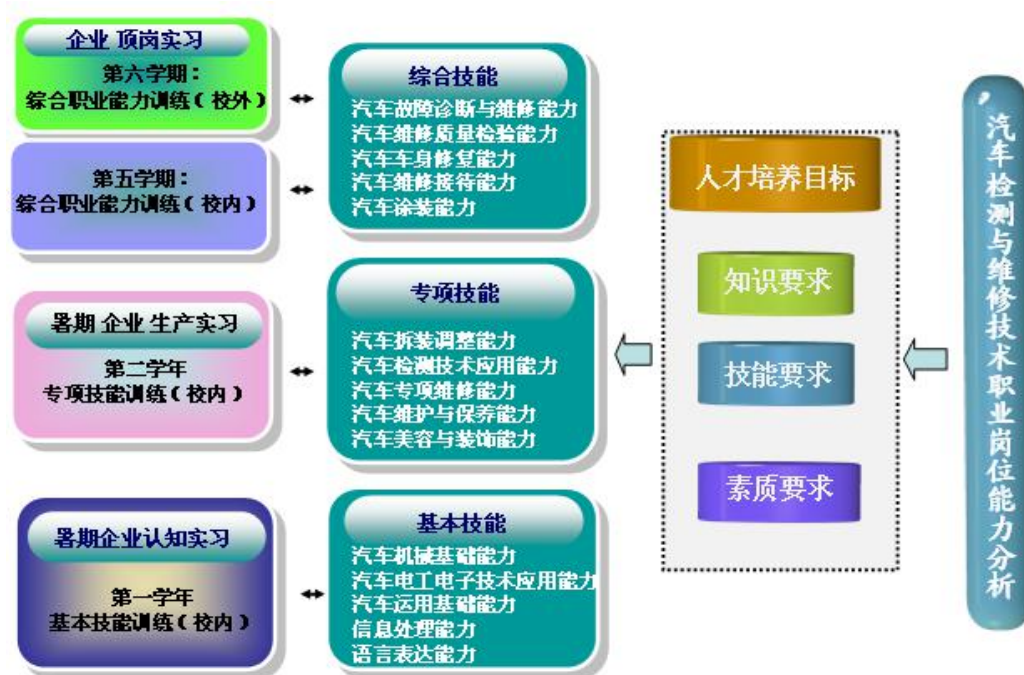 企业 顶岗实习
第六学期：
综合职业能力训练（校外）
第五学期：
综合职业能力训练（校内）
暑期 企业 生产实习
第二学年
专项技能训练（校内）
暑期企业认知实习
第一学年
基本技能训练（校内）
综合技能
汽车故障诊断与维修能力
汽车维修质量检验能力
汽车车身修复能力
汽车维修接待能力
汽车涂装能力
专项技能
汽车拆装调整能力
汽车检测技术应用能力
汽车专项维修能力
汽车维护与保养能力
汽车美容与装饰能力
基本技能
汽车机械基础能力
汽车电工电子技术应用能力
汽车运用基础能力
信息处理能力
语言表达能力
人才培养目标
知识要求
技能要求
素质要求
汽车检测与维修技术职业岗位能力分析